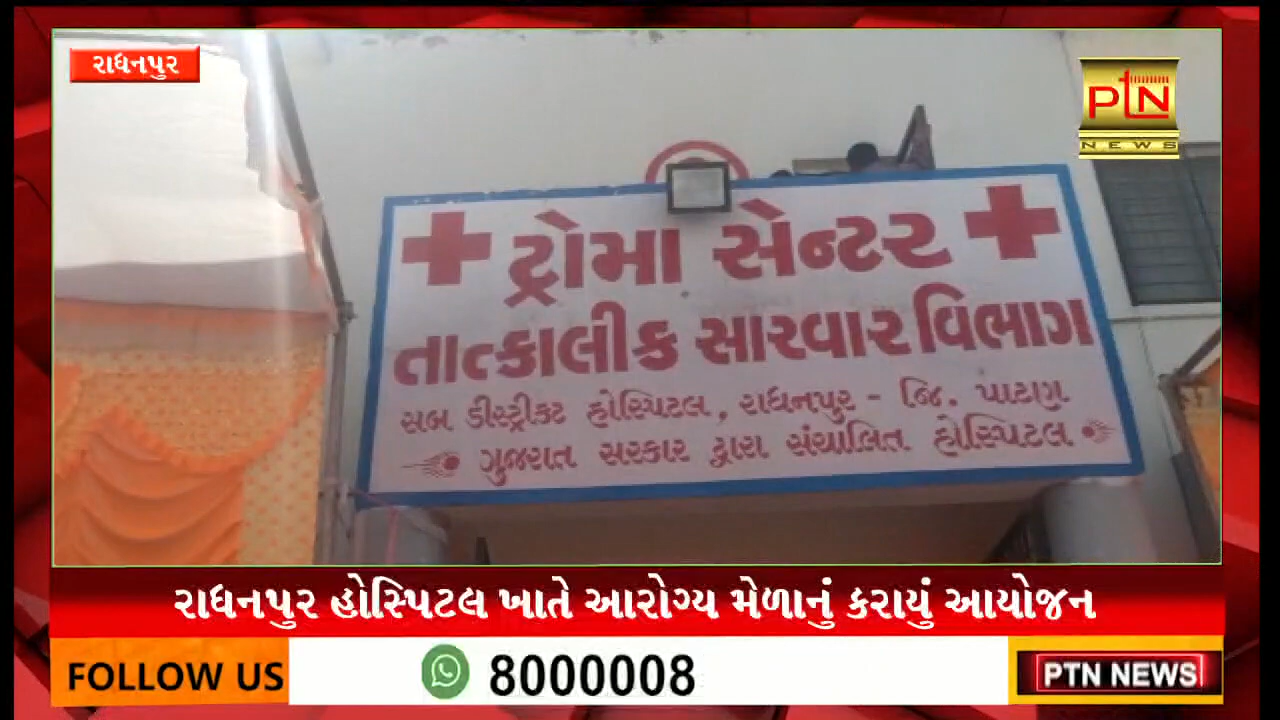 રાધનપુર
PTN
NEWS
ટ્રોમા સેન્ટર
તાત્કાલીક સારવાર વિભાગ
સબ ડીસ્ટ્રીકટ હોસ્પિટલ, રાધનપુર - જિ. પાટણ
ગુજરાત સરકાર દ્વારા સંચાલિત હોસ્પિટલ
રાધનપુર હોસ્પિટલ ખાતે આરોગ્ય મેળાનું કરાયું આયોજન
FOLLOW US 8000008 PTN NEWS